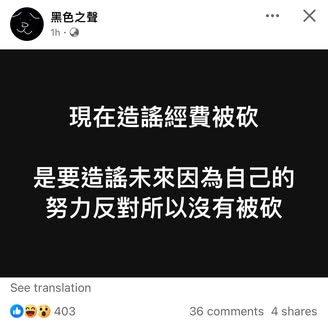 黑色之聲
1h
現在造謠經費被砍
是要造謠未來因為自己的
努力反對所以沒有被砍
See translation
403 36 comments 4 shares